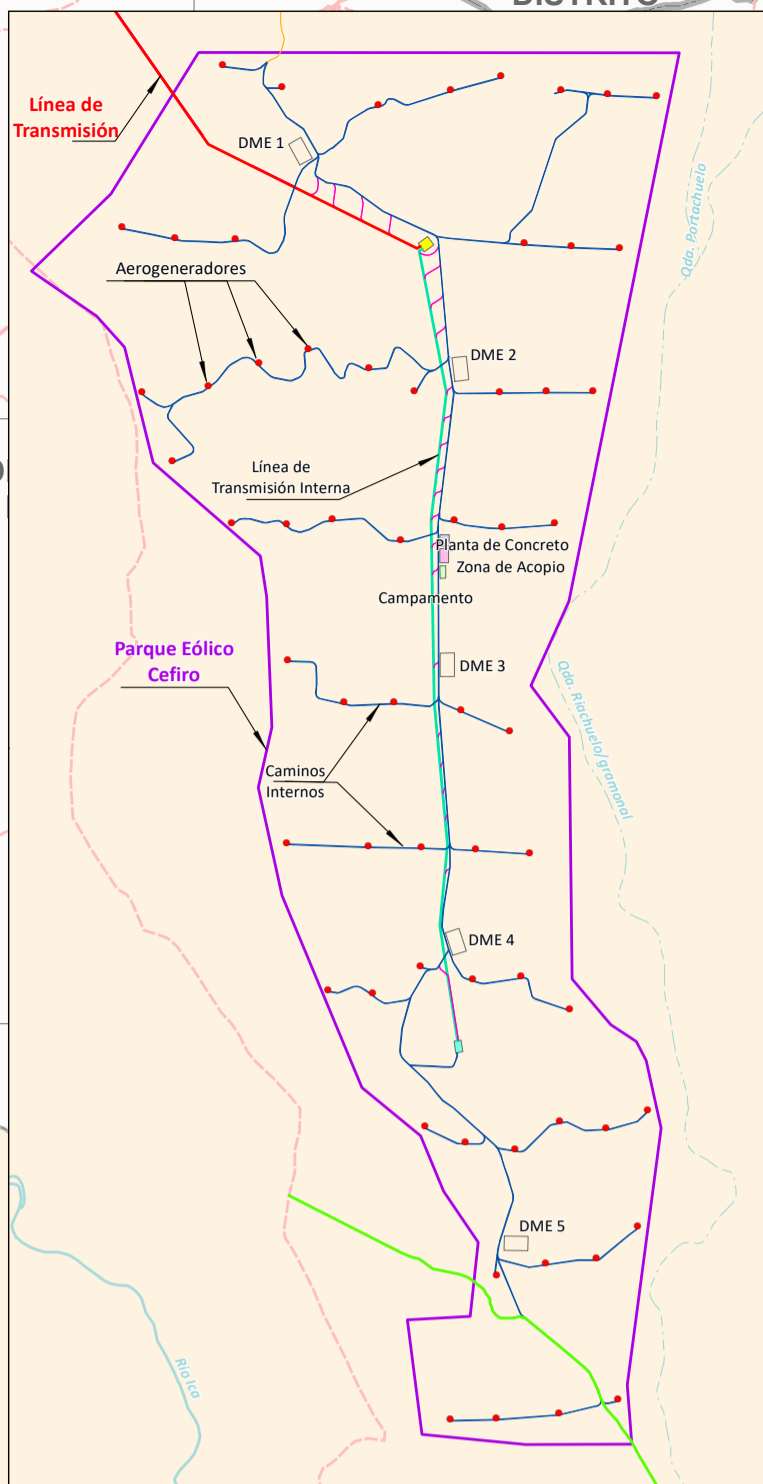 DISTRITO
Línea de
Transmisión
DME 1
Qda. Portachuelo
Aerogeneradores
DME 2
Línea de
Transmisión Interna
Planta de Concreto
Zona de Acopio
Campamento
Parque Eólico
Cefiro
DME 3
Qda. Riachuelo/gramonal
Caminos
Internos
DME 4
DME 5
Rio Ica